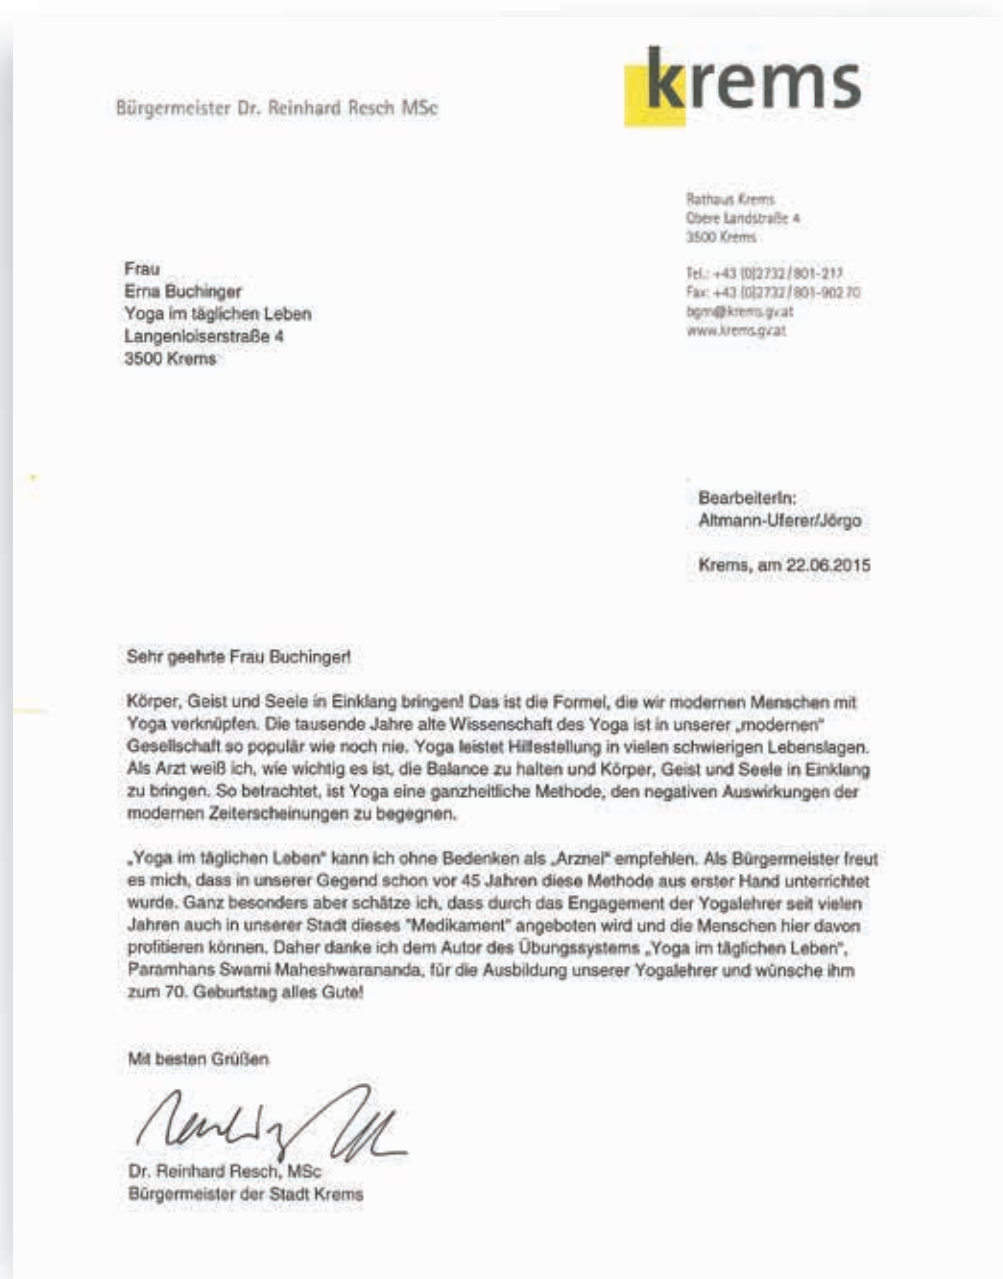 Bürgermeister Dr. Reinhard Resch MSc
krems
Rathaus Krems
Obere Landstraße 4
3500 Krems
Tel.: +43 (0)2732/801-217
Fax: +43 (0)2732/801-902 70
bgm@krems.gv.at
www.krems.gv.at
Frau
Erna Buchinger
Yoga im täglichen Leben
Langenloiserstraße 4
3500 Krems
BearbeiterIn:
Altmann-Uferer/Jörgo
Krems, am 22.06.2015
Sehr geehrte Frau Buchinger!
Körper, Geist und Seele in Einklang bringen! Das ist die Formel, die wir modernen Menschen mit
Yoga verknüpfen. Die tausende Jahre alte Wissenschaft des Yoga ist in unserer „modernen“
Gesellschaft so populär wie noch nie. Yoga leistet Hilfestellung in vielen schwierigen Lebenslagen.
Als Arzt weiß ich, wie wichtig es ist, die Balance zu halten und Körper, Geist und Seele in Einklang
zu bringen. So betrachtet, ist Yoga eine ganzheitliche Methode, den negativen Auswirkungen der
modernen Zeiterscheinungen zu begegnen.
„Yoga im täglichen Leben“ kann ich ohne Bedenken als „Arznei“ empfehlen. Als Bürgermeister freut
es mich, dass in unserer Gegend schon vor 45 Jahren diese Methode aus erster Hand unterrichtet
wurde. Ganz besonders aber schätze ich, dass durch das Engagement der Yogalehrer seit vielen
Jahren auch in unserer Stadt dieses "Medikament" angeboten wird und die Menschen hier davon
profitieren können. Daher danke ich dem Autor des Übungssystems „Yoga im täglichen Leben“,
Paramhans Swami Maheshwarananda, für die Ausbildung unserer Yogalehrer und wünsche ihm
zum 70. Geburtstag alles Gute!
Mit besten Grüßen
Dr. Reinhard Resch, MSc
Bürgermeister der Stadt Krems